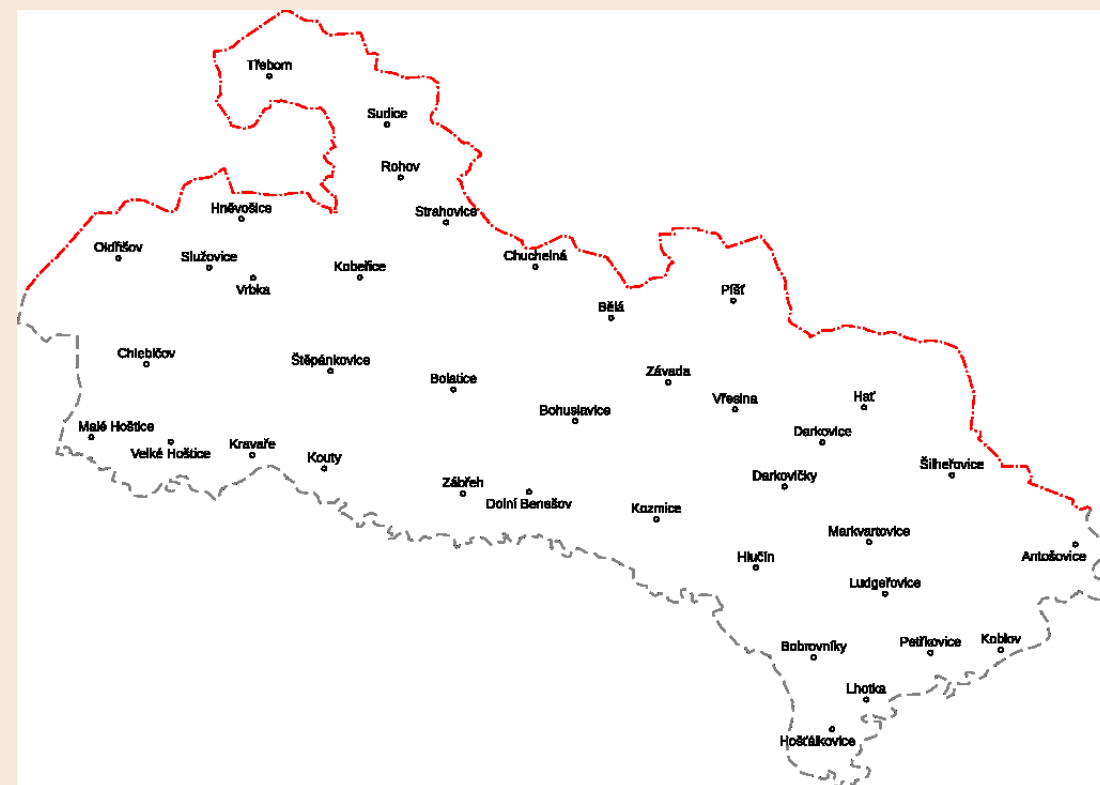 Třebom
Sudice
Rohov
Hněvošice
Strahovice
Oldřišov
Služovice
Vrbka
Kobeřice
Chuchelná
Píšť
Bělá
Chlebičov
Štěpánkovice
Bolatice
Závada
Vřesina
Hať
Bohuslavice
Malé Hoštice
Velké Hoštice
Kravaře
Kouty
Darkovice
Zábřeh
Dolní Benešov
Darkovičky
Šilheřovice
Kozmice
Markvartovice
Hlučín
Antošovice
Ludgeřovice
Bobrovníky
Petřkovice
Koblov
Lhotka
Hošťálkovice